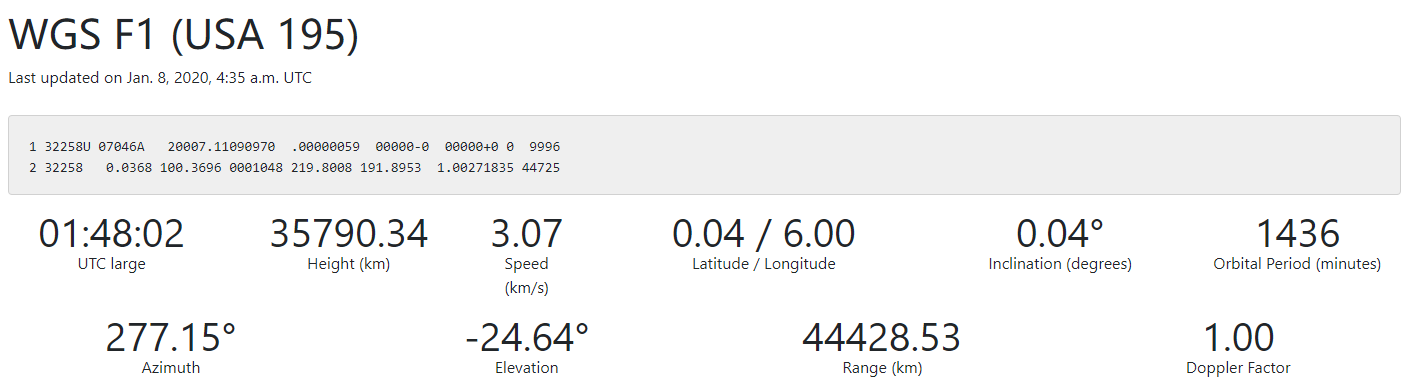 WGS F1 (USA 195)
Last updated on Jan. 8, 2020, 4:35 a.m. UTC
1 32258U 07046A   20007.11090970  .00000059  00000-0  00000+0 0  9996
2 32258   0.0368 100.3696 0001048 219.8008 191.8953  1.00271835 44725
01:48:02 35790.34 3.07 0.04 / 6.00 0.04° 1436
UTC large Height (km) Speed Latitude / Longitude Inclination (degrees) Orbital Period (minutes)
(km/s)
277.15° -24.64° 44428.53 1.00
Azimuth Elevation Range (km) Doppler Factor